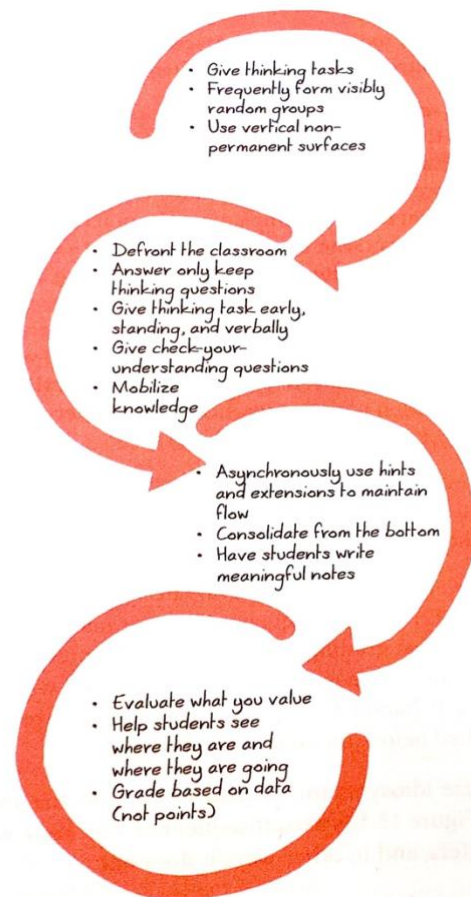 • Give thinking tasks
• Frequently form visibly
random groups
• Use vertical non-
permanent surfaces
• Defront the classroom
• Answer only keep
thinking questions
• Give thinking task early,
standing, and verbally
• Give check-your-
understanding questions
• Mobilize
knowledge
• Asynchronously use hints
and extensions to maintain
flow
• Consolidate from the bottom
• Have students write
meaningful notes
• Evaluate what you value
• Help students see
where they are and
where they are going
• Grade based on data
(not points)